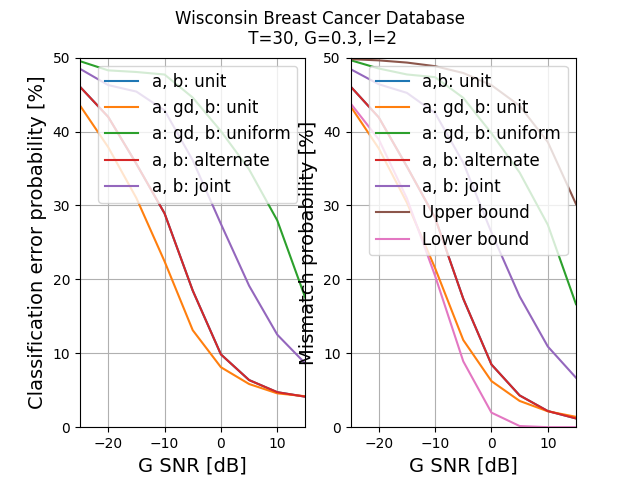 Wisconsin Breast Cancer Database
T=30, G=0.3, l=2
Classification error probability [%]
50
40
30
20
10
0
−20
−10
0
10
G SNR [dB]
a, b: unit
a: gd, b: unit
a: gd, b: uniform
a, b: alternate
a, b: joint
Mismatch probability [%]
50
40
30
20
10
0
−20
−10
0
10
G SNR [dB]
a,b: unit
a: gd, b: unit
a: gd, b: uniform
a, b: alternate
a, b: joint
Upper bound
Lower bound